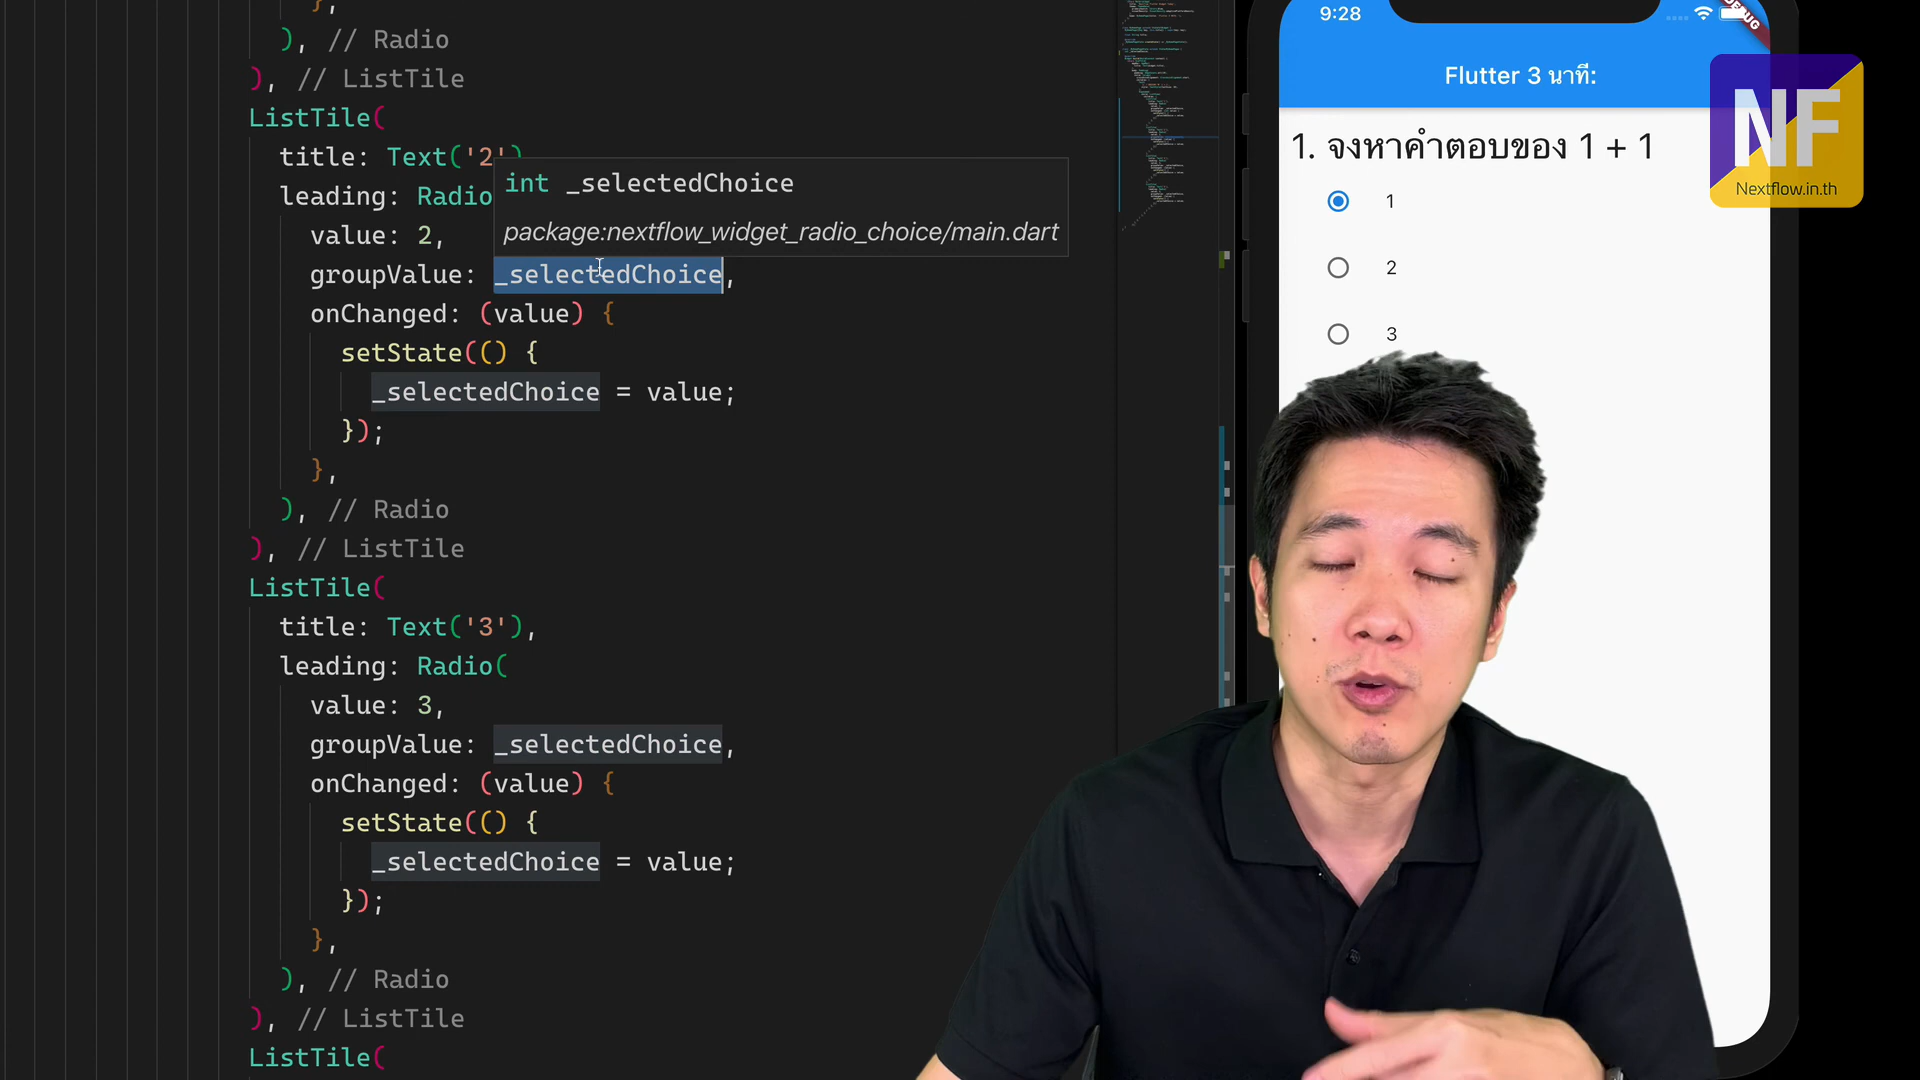 },
), // Radio
), // ListTile
ListTile(
title: Text('2')
leading: Radio
value: 2,
groupValue: _selectedChoice,
onChanged: (value) {
setState(() {
_selectedChoice = value;
});
},
), // Radio
), // ListTile
ListTile(
title: Text('3'),
leading: Radio(
value: 3,
groupValue: _selectedChoice,
onChanged: (value) {
setState(() {
_selectedChoice = value;
});
},
), // Radio
), // ListTile
ListTile(
int _selectedChoice
package:nextflow_widget_radio_choice/main.dart
9:28
DEBUG
Flutter 3 นาที:
1. จงหาคำตอบของ 1 + 1
1
2
3
NF
Nextflow.in.th